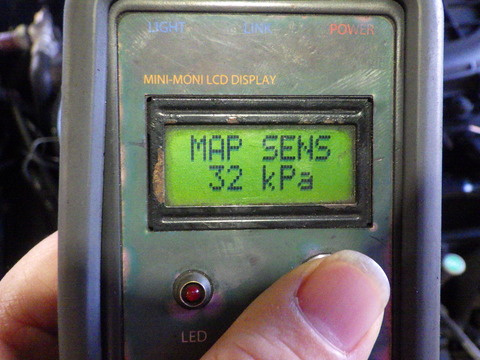 LIGHT LINK POWER
MINI-MONI LCD DISPLAY
MAP SENS
32 kPa
LED